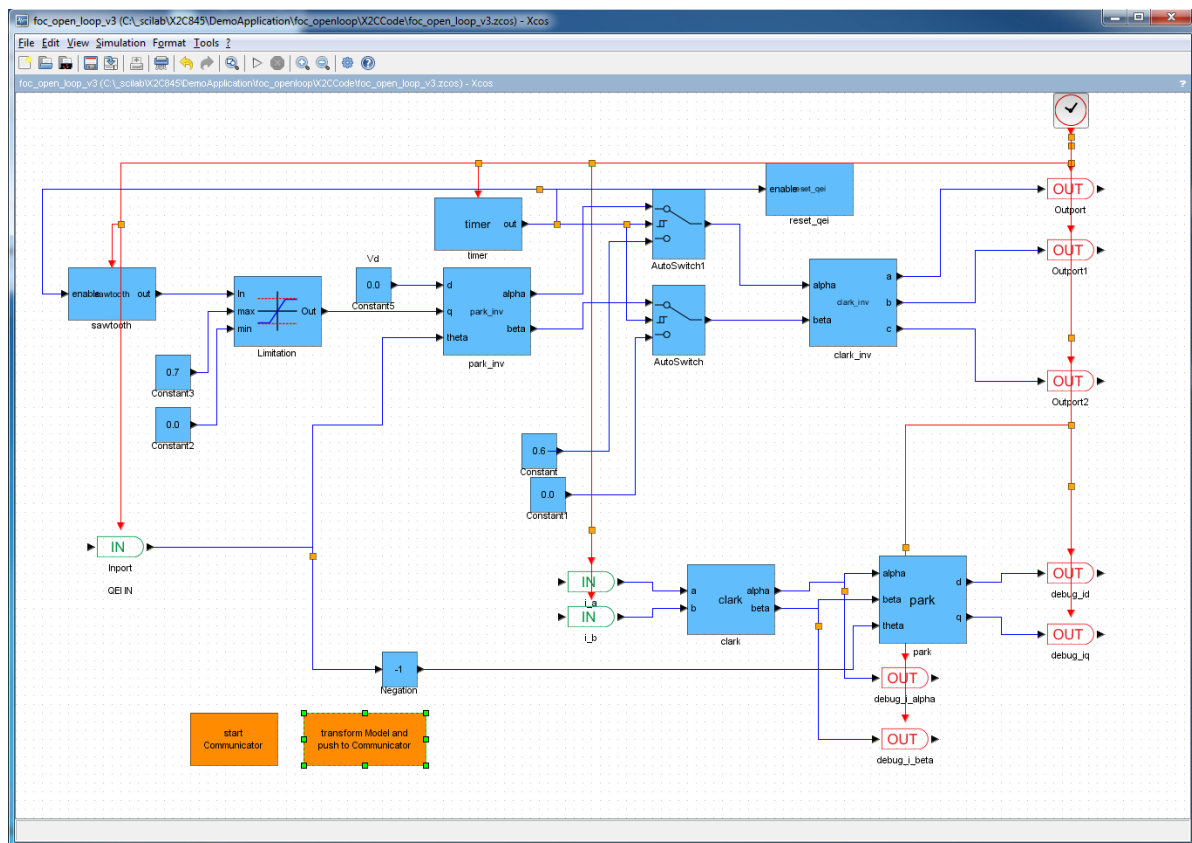 foc_open_loop_v3 (C:\_scilab\X2C845\DemoApplication\foc_openloop\X2CCode\foc_open_loop_v3.zcos) - Xcos
File Edit View Simulation Format Tools ?
foc_open_loop_v3 (C:\_scilab\X2C845\DemoApplication\foc_openloop\X2CCode\foc_open_loop_v3.zcos) - Xcos
?
enable
reset_qei
reset_qei
OUT
Outport
timer out
timer
AutoSwitch1
OUT
Outport1
Vd
0.0
Constant5
enable sawtooth out
sawtooth
In
max
min
Out
Limitation
d
q
theta
park_inv
alpha
beta
park_inv
AutoSwitch
alpha
beta
clark_inv
a
b
c
clark_inv
0.7
Constant3
0.0
Constant2
OUT
Outport2
0.6
Constant
0.0
Constant1
IN
Inport
QEI IN
IN
i_a
IN
i_b
a
b
clark
alpha
beta
clark
alpha
beta
theta
park
d
q
park
OUT
debug_id
OUT
debug_iq
-1
Negation
OUT
debug_i_alpha
OUT
debug_i_beta
start
Communicator
transform Model and
push to Communicator